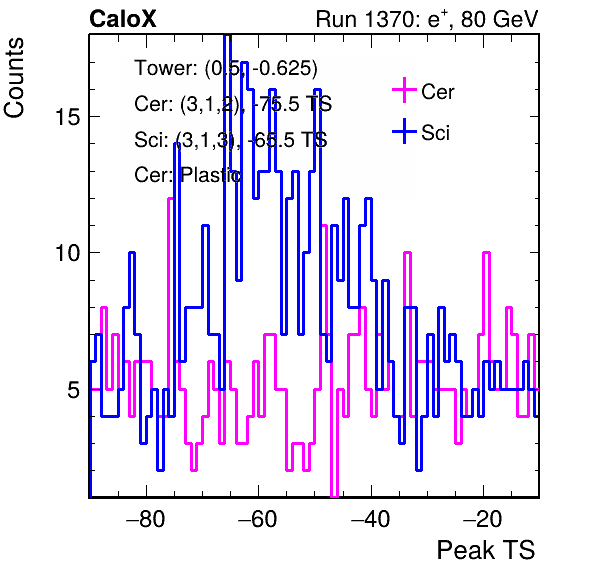 CaloX Run 1370: e⁺, 80 GeV
Counts
Tower: (0.5, -0.625)
Cer: (3,1,2), -75.5 TS
Sci: (3,1,3), -65.5 TS
Cer: Plastic
Cer
Sci
15
10
5
−80 −60 −40 −20
Peak TS